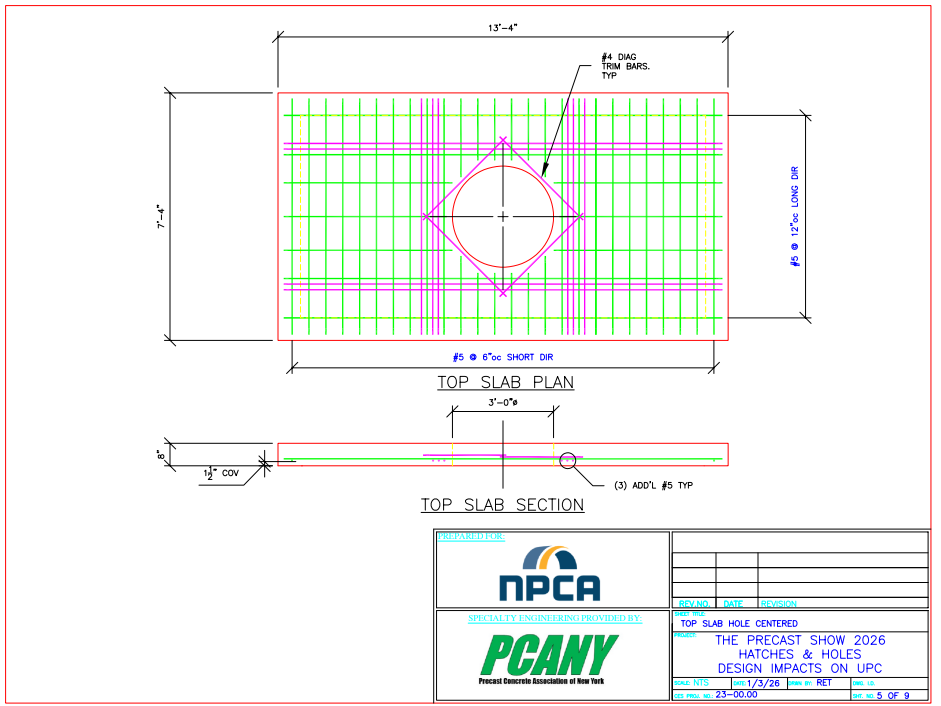 13'-4"
#4 DIAG
TRIM BARS.
TYP
7'-4"
#5 @ 12"oc LONG DIR
#5 @ 6"oc SHORT DIR
TOP SLAB PLAN
3'-0"ø
8"
1½" COV
(3) ADD'L #5 TYP
TOP SLAB SECTION
PREPARED FOR:
NPCA
SPECIALTY ENGINEERING PROVIDED BY:
PCANY
Precast Concrete Association of New York
REV.NO. DATE REVISION
SHEET TITLE
TOP SLAB HOLE CENTERED
PROJECT:
THE PRECAST SHOW 2026
HATCHES & HOLES
DESIGN IMPACTS ON UPC
SCALE: NTS DATE: 1/3/26 DRWN BY: RET DWG. I.D.
CES PROJ NO.: 23-00.00 SHT. NO. 5 OF 9